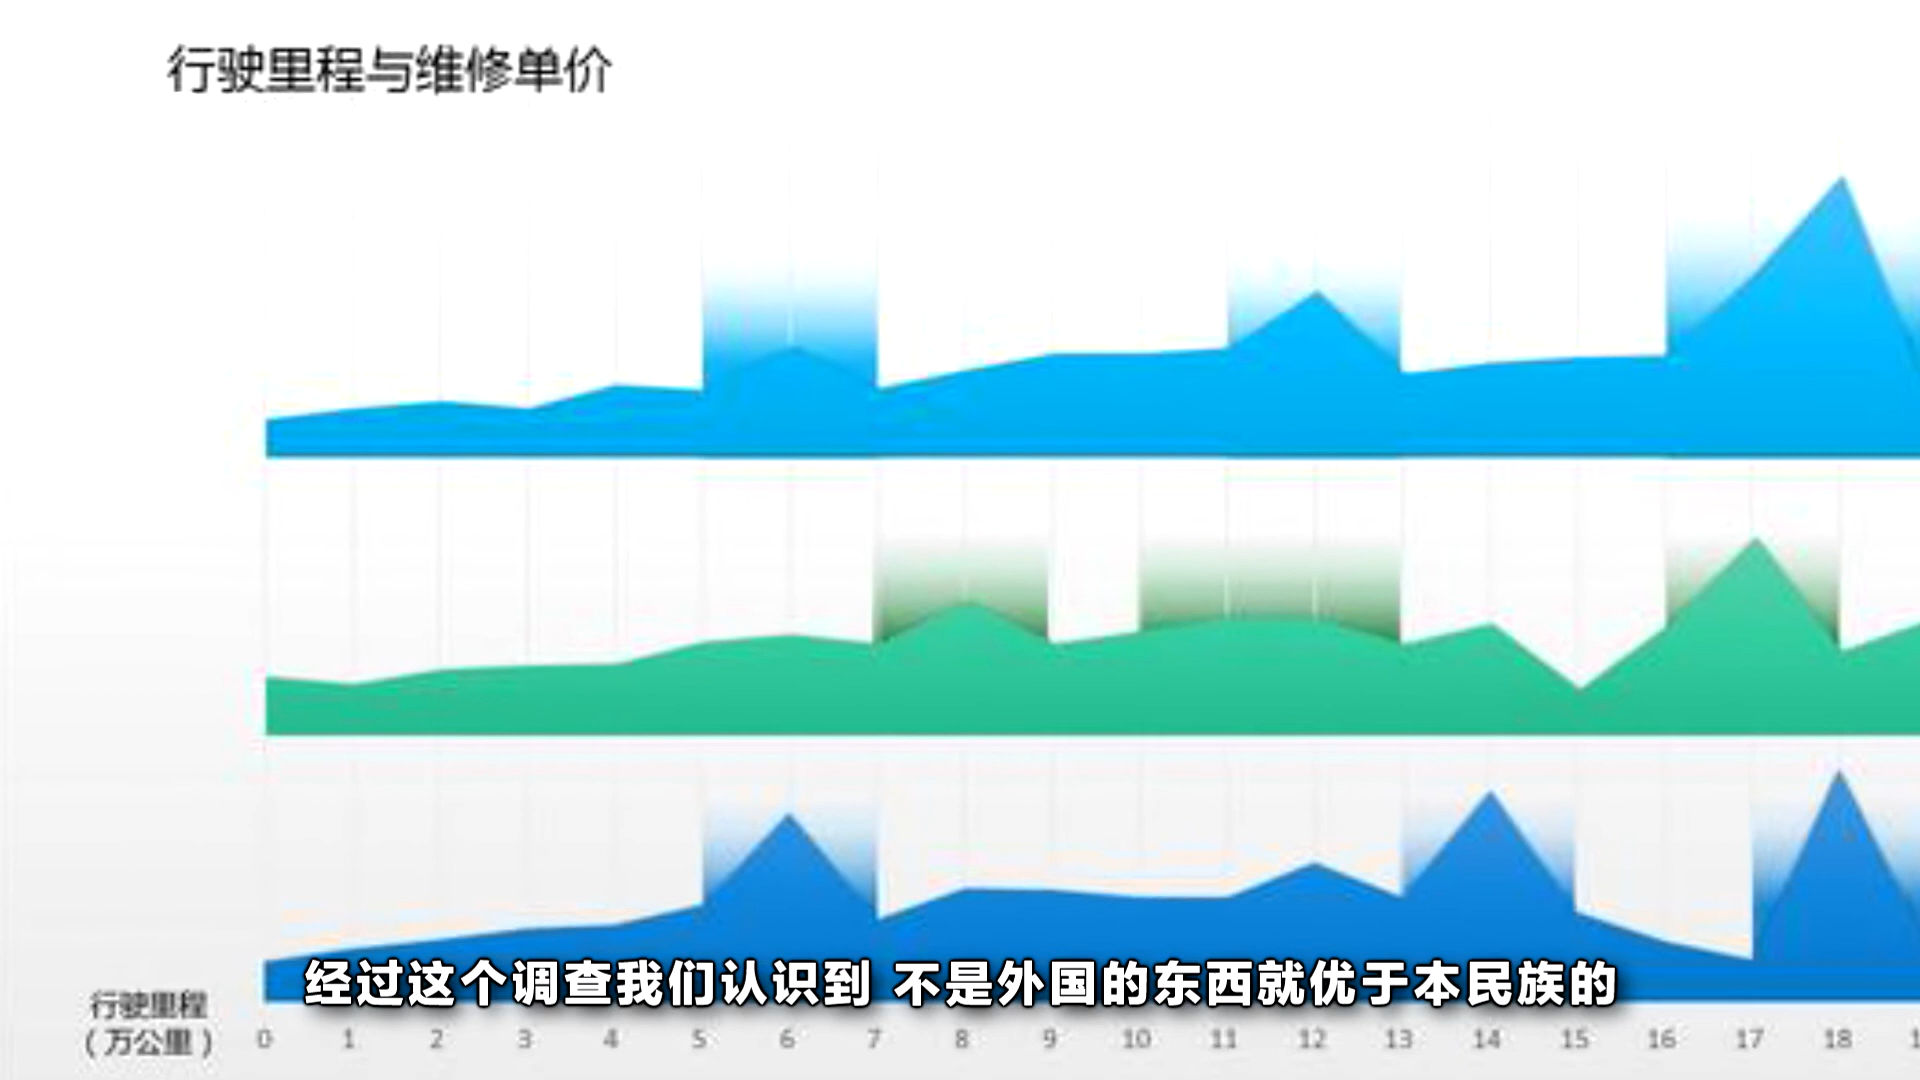 行驶里程与维修单价
经过这个调查我们认识到 不是外国的东西就优于本民族的
行驶里程
(万公里)
0 1 2 3 4 5 6 7 8 9 10 11 12 13 14 15 16 17 18